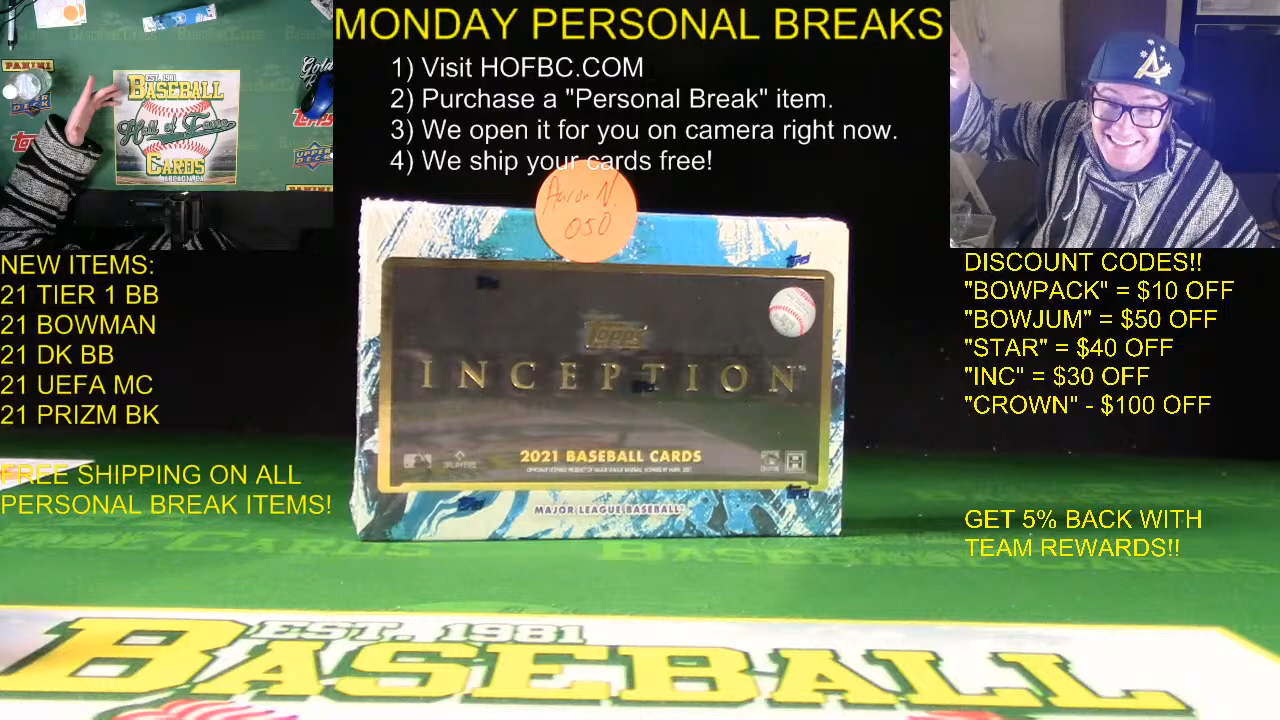 MONDAY PERSONAL BREAKS
1) Visit HOFBC.COM
2) Purchase a "Personal Break" item.
3) We open it for you on camera right now.
4) We ship your cards free!
PANINI
EST. 1981
BASEBALL
Hall of Fame
CARDS
UPPER DECK
PANINI
NEW ITEMS:
21 TIER 1 BB
21 BOWMAN
21 DK BB
21 UEFA MC
21 PRIZM BK
FREE SHIPPING ON ALL
PERSONAL BREAK ITEMS!
Aaron N.
050
topps
INCEPTION
2021 BASEBALL CARDS
MAJOR LEAGUE BASEBALL
DISCOUNT CODES!!
"BOWPACK" = $10 OFF
"BOWJUM" = $50 OFF
"STAR" = $40 OFF
"INC" = $30 OFF
"CROWN" - $100 OFF
GET 5% BACK WITH
TEAM REWARDS!!
EST. 1981
BASEBALL